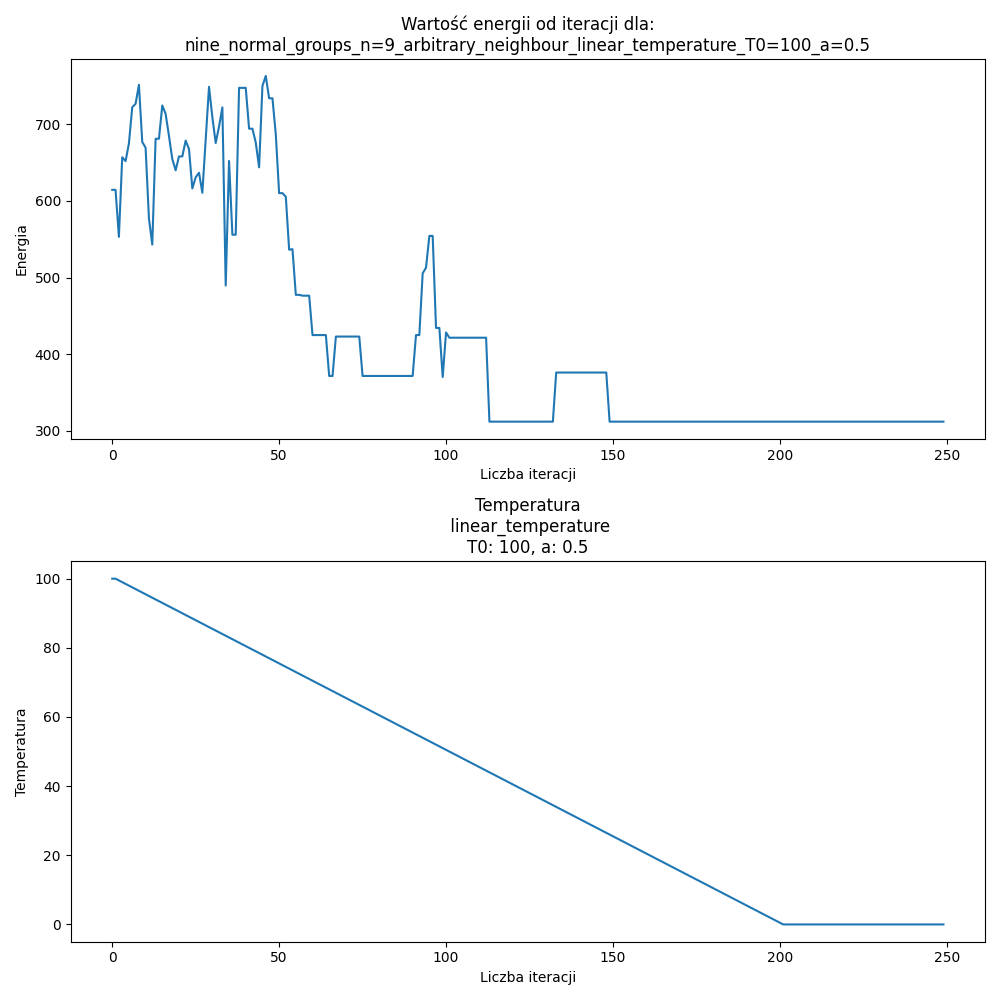 Wartość energii od iteracji dla:
nine_normal_groups_n=9_arbitrary_neighbour_linear_temperature_T0=100_a=0.5
700
600
500
400
300
Energia
0 50 100 150 200 250
Liczba iteracji
Temperatura
linear_temperature
T0: 100, a: 0.5
100
80
60
40
20
0
Temperatura
0 50 100 150 200 250
Liczba iteracji